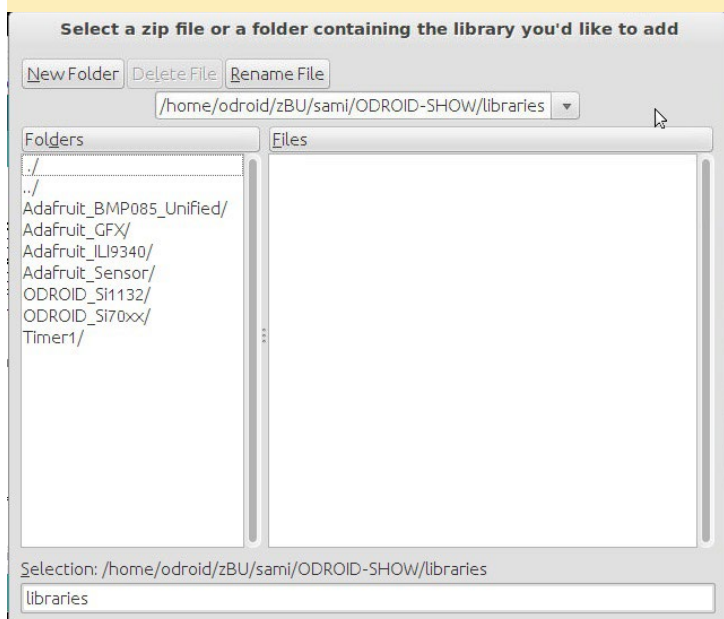 Select a zip file or a folder containing the library you'd like to add
New Folder Delete File Rename File
/home/odroid/zBU/sami/ODROID-SHOW/libraries
Folders Files
./
../
Adafruit_BMP085_Unified/
Adafruit_GFX/
Adafruit_ILI9340/
Adafruit_Sensor/
ODROID_Si1132/
ODROID_Si70xx/
Timer1/
Selection: /home/odroid/zBU/sami/ODROID-SHOW/libraries
libraries